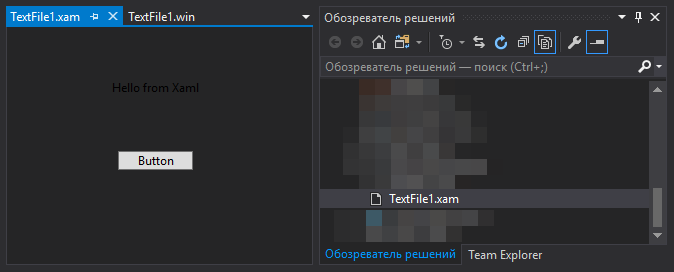 TextFile1.xam
TextFile1.win
Hello from Xaml
Button
Обозреватель решений
Обозреватель решений — поиск (Ctrl+;)
TextFile1.xam
Обозреватель решений
Team Explorer